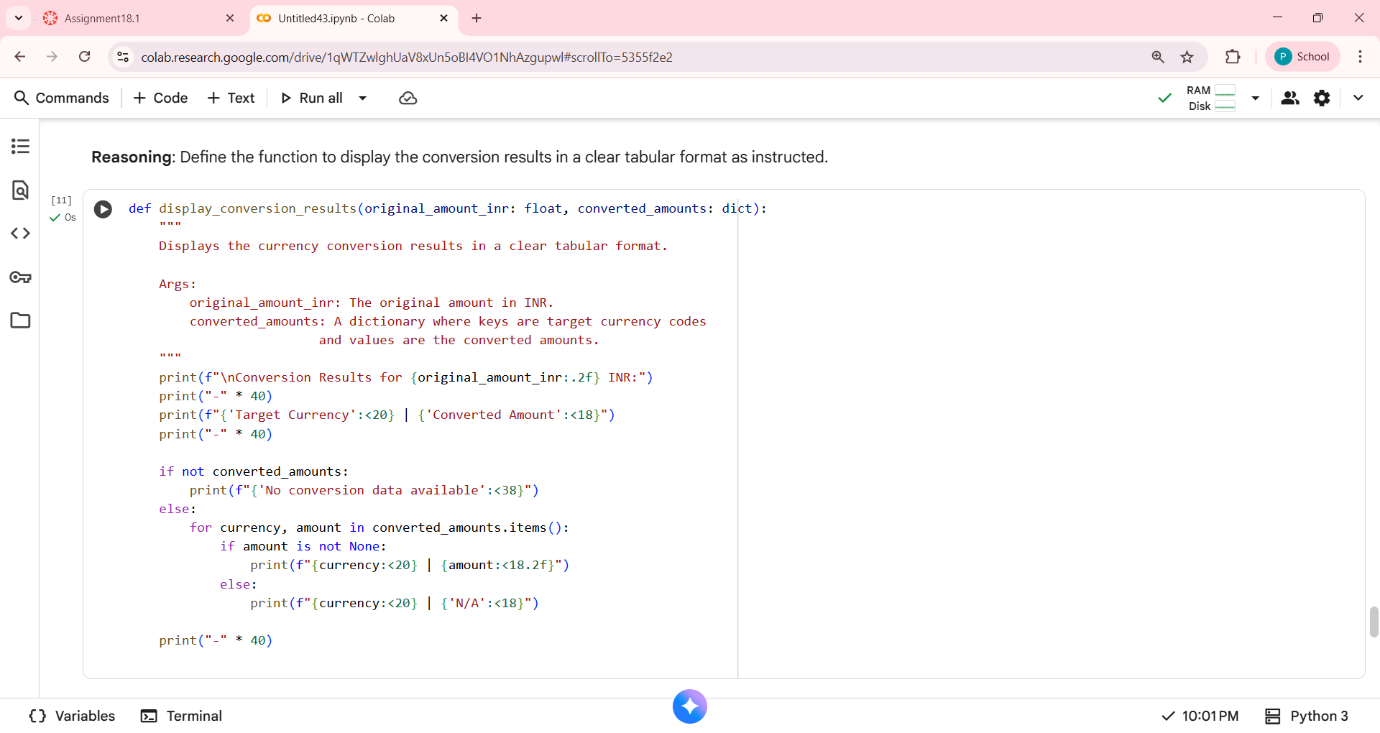 Assignment18.1
Untitled43.ipynb - Colab
colab.research.google.com/drive/1qWTZwIghUaV8xUn5oBI4VO1NhAzgupwI#scrollTo=5355f2e2
P School
Commands
+ Code
+ Text
Run all
RAM
Disk
Reasoning: Define the function to display the conversion results in a clear tabular format as instructed.
[11]
0s
def display_conversion_results(original_amount_inr: float, converted_amounts: dict):
    """
    Displays the currency conversion results in a clear tabular format.
    Args:
        original_amount_inr: The original amount in INR.
        converted_amounts: A dictionary where keys are target currency codes
                         and values are the converted amounts.
    """
    print(f"\nConversion Results for {original_amount_inr:.2f} INR:")
    print("-" * 40)
    print(f"{'Target Currency':<20} | {'Converted Amount':<18}")
    print("-" * 40)
    if not converted_amounts:
        print(f"{'No conversion data available':<38}")
    else:
        for currency, amount in converted_amounts.items():
            if amount is not None:
                print(f"{currency:<20} | {amount:<18.2f}")
            else:
                print(f"{currency:<20} | {'N/A':<18}")
    print("-" * 40)
{} Variables
Terminal
10:01 PM
Python 3